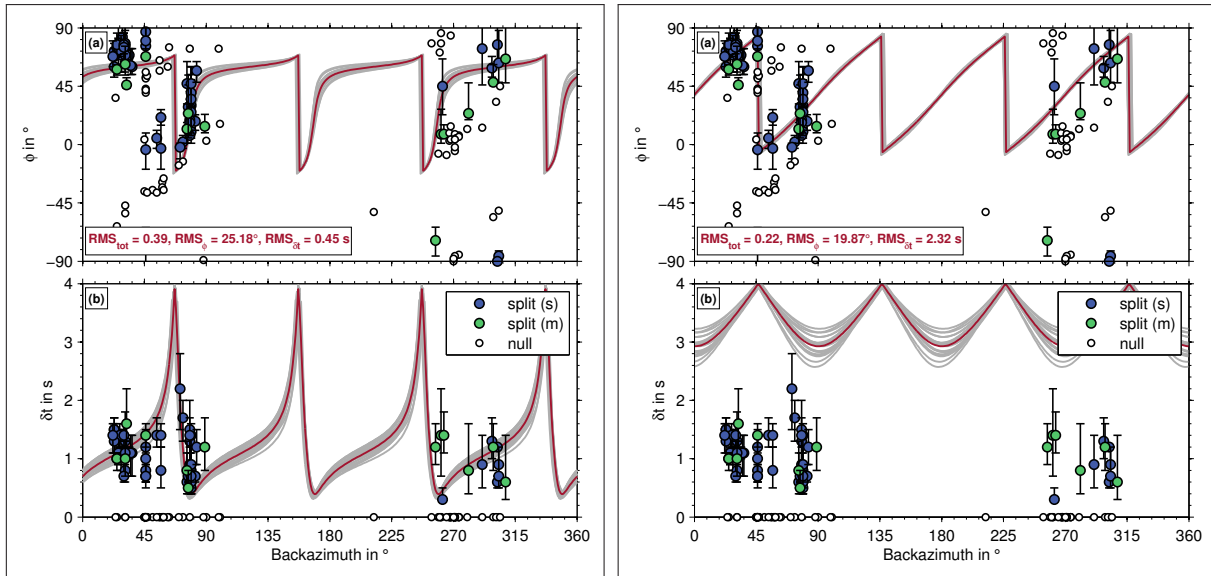 (a)
90
45
0
−45
−90
ϕ in °
RMS_tot = 0.39, RMS_ϕ = 25.18°, RMS_δt = 0.45 s
(b)
4
3
2
1
0
δt in s
split (s)
split (m)
null
0 45 90 135 180 225 270 315 360
Backazimuth in °
(a)
90
45
0
−45
−90
ϕ in °
RMS_tot = 0.22, RMS_ϕ = 19.87°, RMS_δt = 2.32 s
(b)
4
3
2
1
0
δt in s
split (s)
split (m)
null
0 45 90 135 180 225 270 315 360
Backazimuth in °